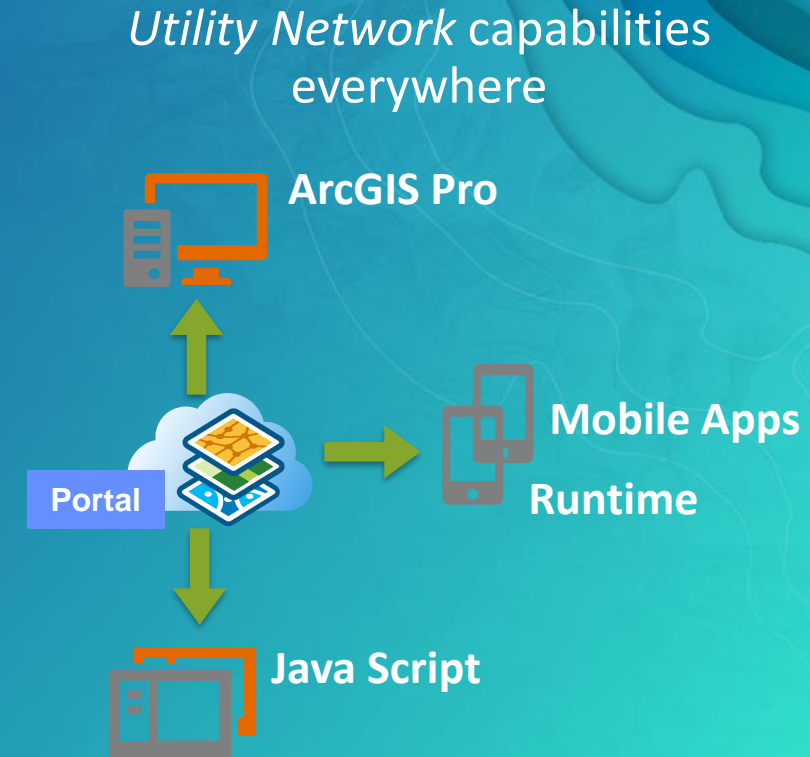 Utility Network capabilities
everywhere
ArcGIS Pro
Mobile Apps
Portal
Runtime
Java Script